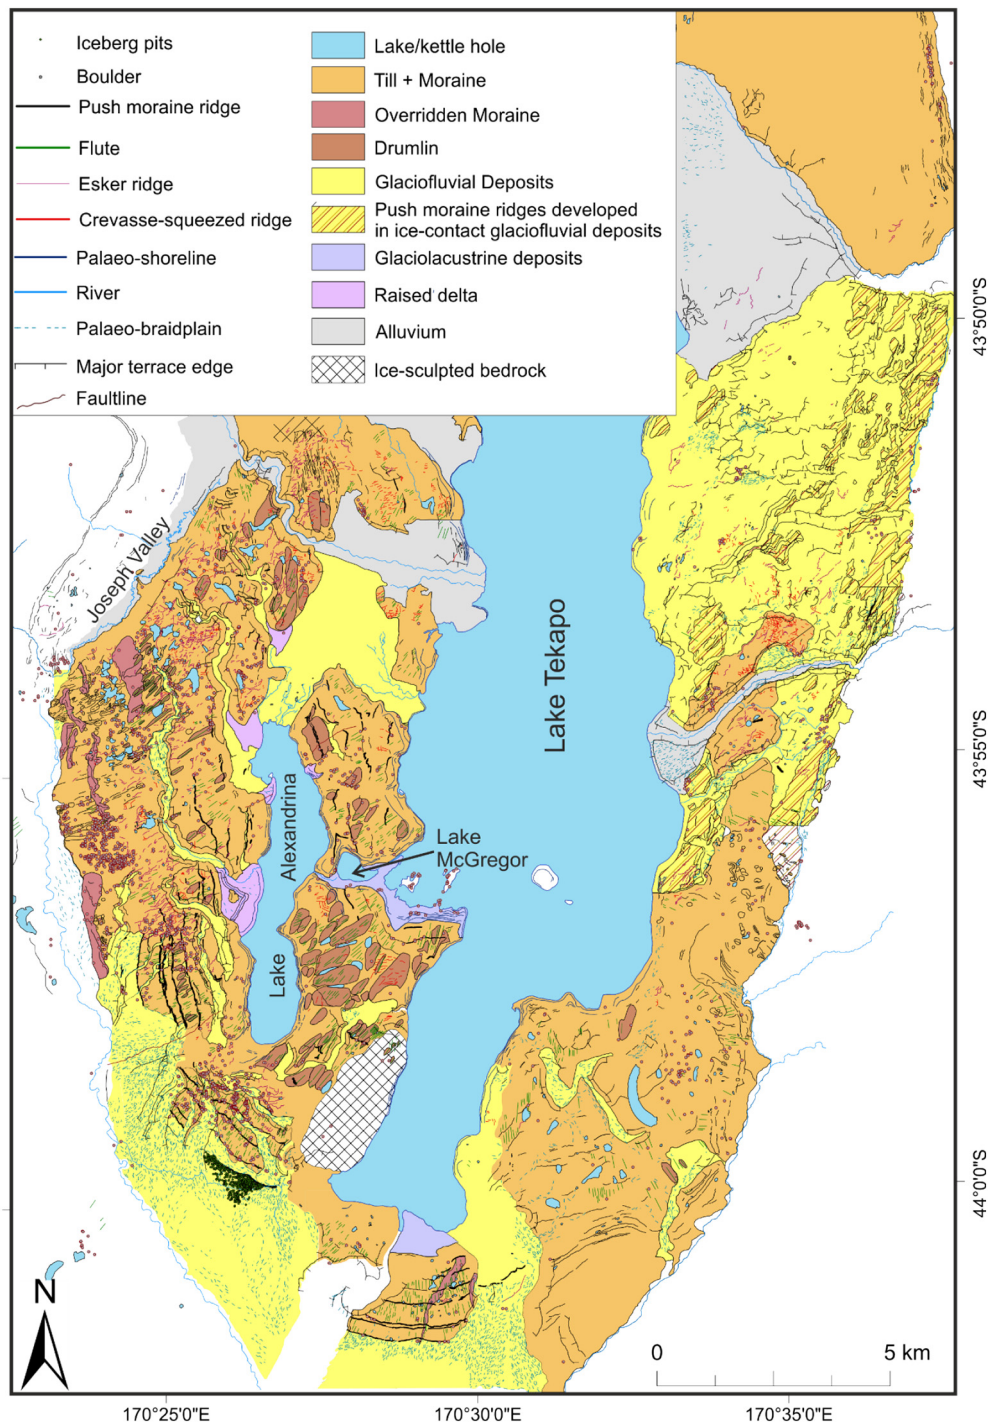 Iceberg pits
Boulder
Push moraine ridge
Flute
Esker ridge
Crevasse-squeezed ridge
Palaeo-shoreline
River
Palaeo-braidplain
Major terrace edge
Faultline
Lake/kettle hole
Till + Moraine
Overridden Moraine
Drumlin
Glaciofluvial Deposits
Push moraine ridges developed
in ice-contact glaciofluvial deposits
Glaciolacustrine deposits
Raised delta
Alluvium
Ice-sculpted bedrock
43°50'0"S
Joseph Valley
Lake Tekapo
43°55'0"S
Lake Alexandrina
Lake
McGregor
44°0'0"S
N
0 5 km
170°25'0"E 170°30'0"E 170°35'0"E